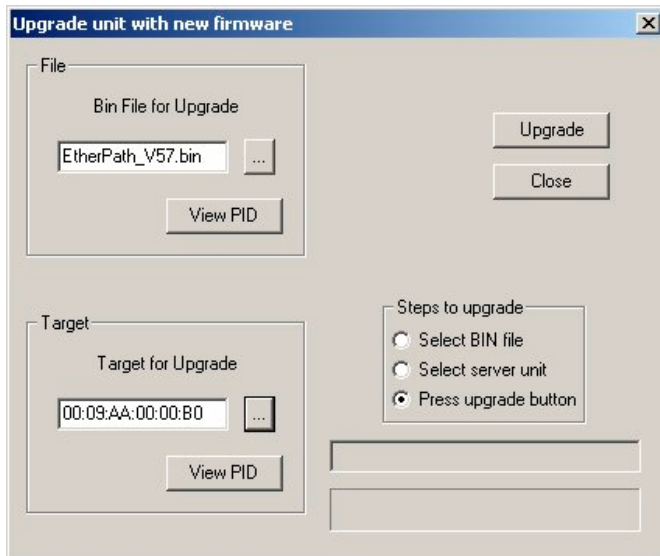 Upgrade unit with new firmware
File
Bin File for Upgrade
EtherPath_V57.bin
...
View PID
Upgrade
Close
Target
Target for Upgrade
00:09:AA:00:00:B0
...
View PID
Steps to upgrade
Select BIN file
Select server unit
Press upgrade button